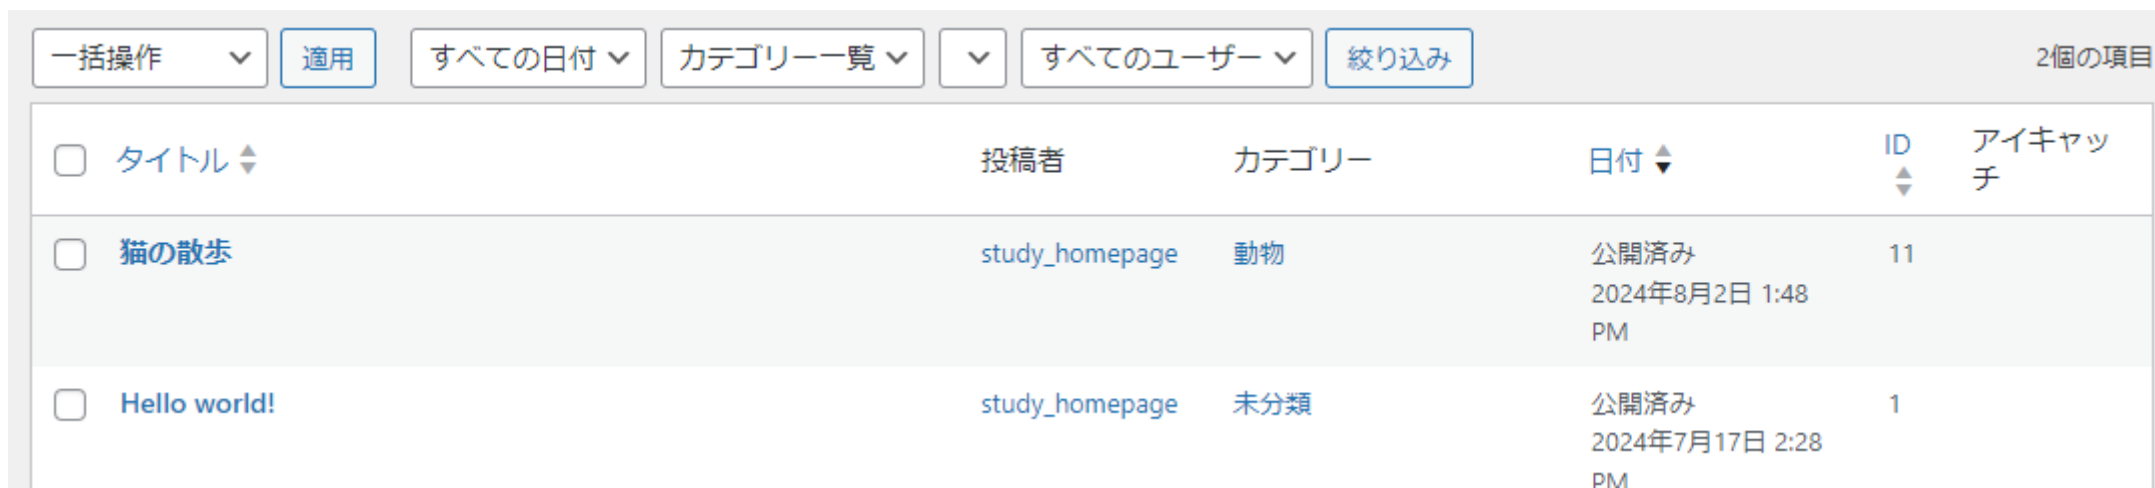 一括操作 適用 すべての日付 カテゴリー一覧 すべてのユーザー 絞り込み 2個の項目
タイトル 投稿者 カテゴリー 日付 ID アイキャッ
チ
猫の散歩 study_homepage 動物 公開済み 11
2024年8月2日 1:48
PM
Hello world! study_homepage 未分類 公開済み 1
2024年7月17日 2:28
PM